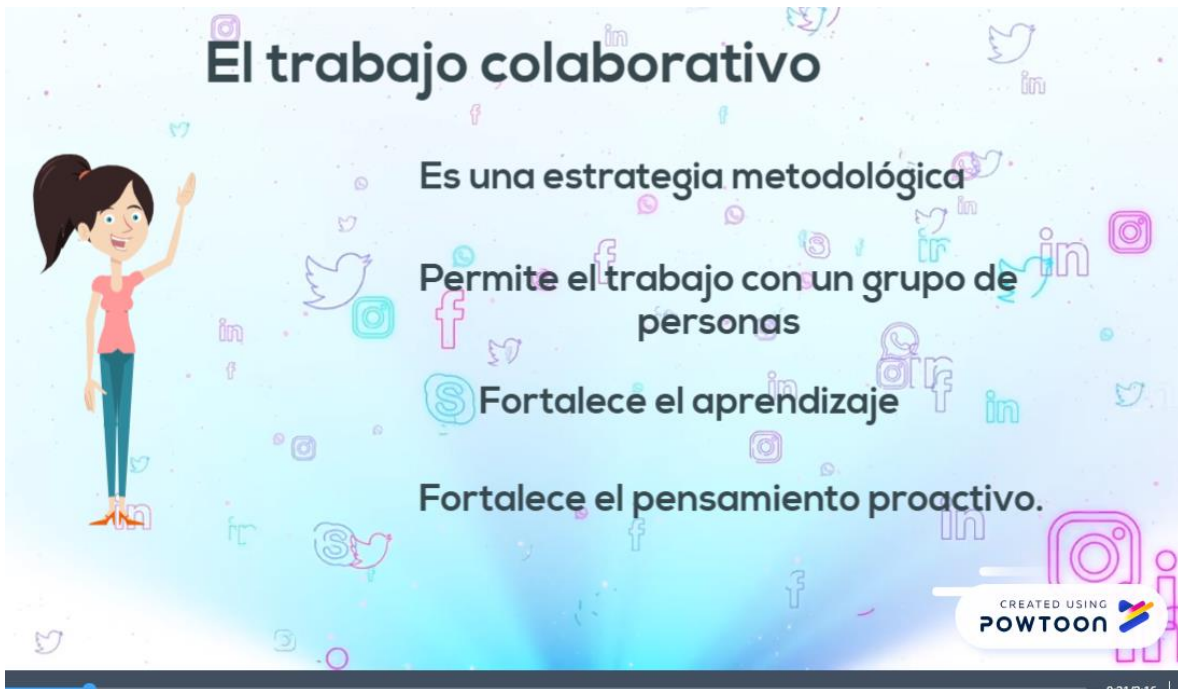 El trabajo colaborativo
Es una estrategia metodológica
Permite el trabajo con un grupo de
personas
Fortalece el aprendizaje
Fortalece el pensamiento proactivo.
CREATED USING
POWTOON